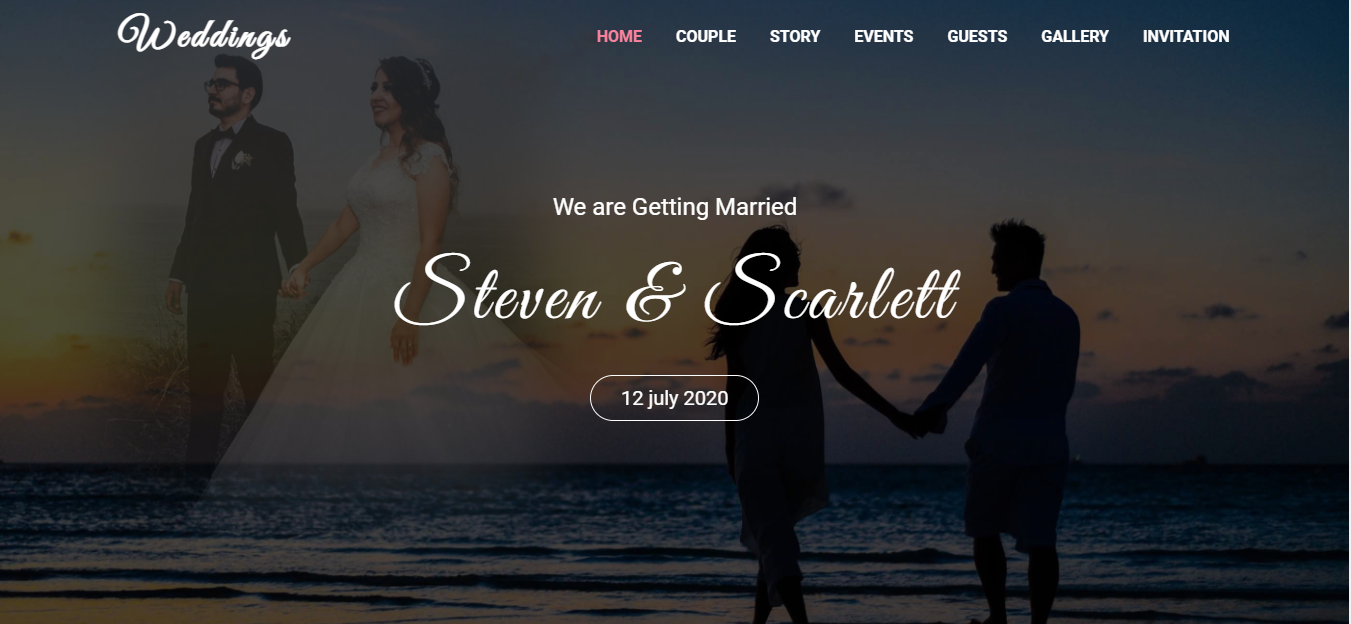 Weddings
HOME COUPLE STORY EVENTS GUESTS GALLERY INVITATION
We are Getting Married
Steven & Scarlett
12 july 2020